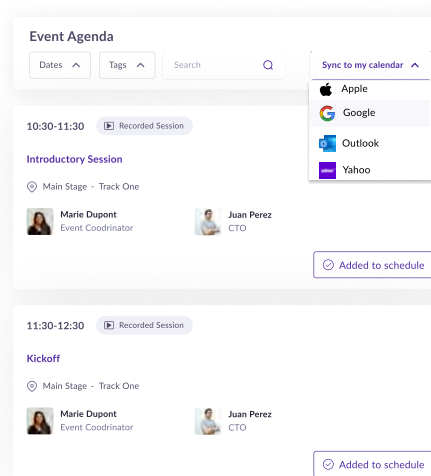 Event Agenda
Dates
Tags
Search
Sync to my calendar
Apple
Google
Outlook
Yahoo
10:30-11:30
Recorded Session
Introductory Session
Main Stage - Track One
Marie Dupont
Event Coodrinator
Juan Perez
CTO
Added to schedule
11:30-12:30
Recorded Session
Kickoff
Main Stage - Track One
Marie Dupont
Event Coordrinator
Juan Perez
CTO
Added to schedule